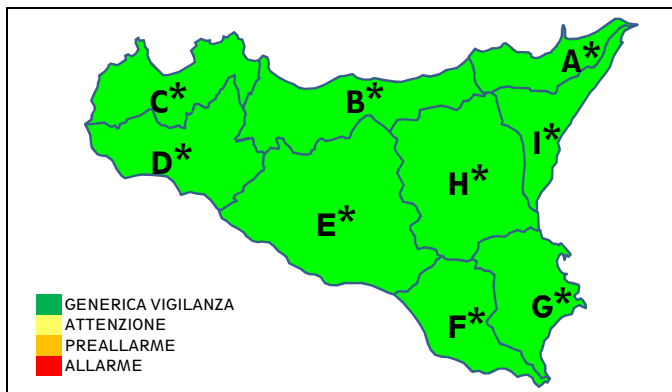 A*
C*
B*
I*
D*
H*
E*
G*
F*
GENERICA VIGILANZA
ATTENZIONE
PREALLARME
ALLARME